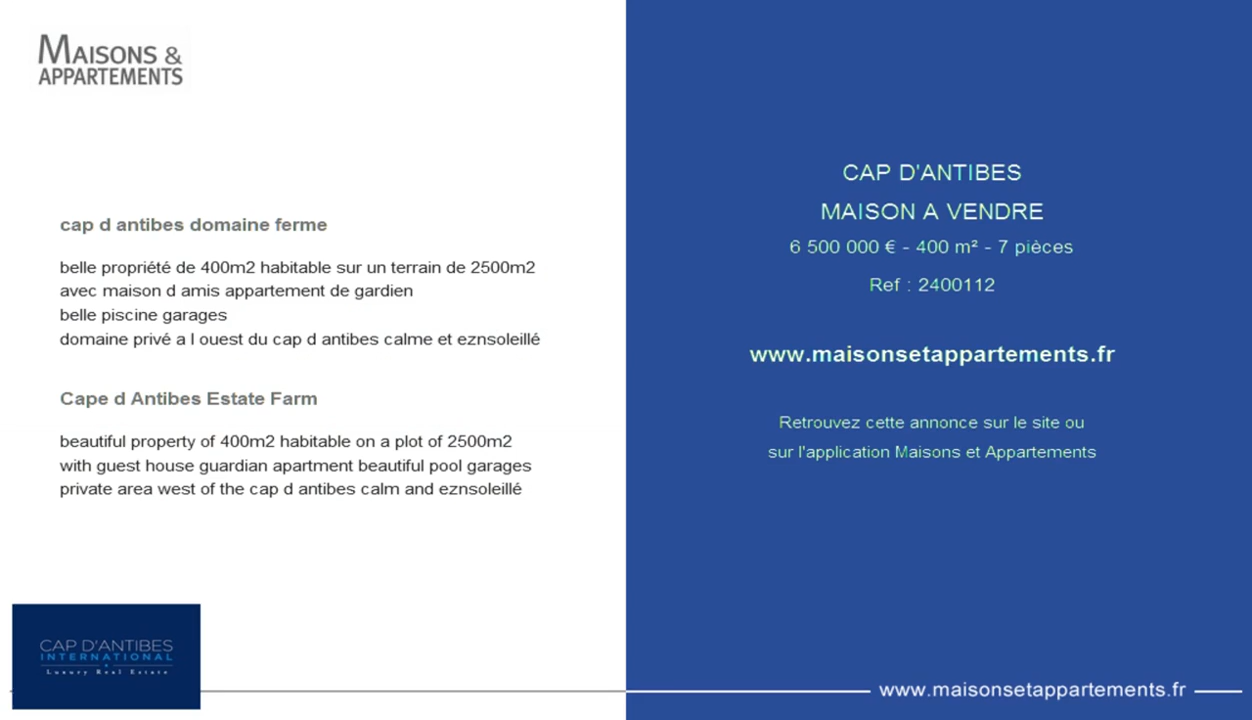 MAISONS &
APPARTEMENTS
cap d antibes domaine ferme
belle propriété de 400m2 habitable sur un terrain de 2500m2
avec maison d amis appartement de gardien
belle piscine garages
domaine privé a l ouest du cap d antibes calme et eznsoleillé
Cape d Antibes Estate Farm
beautiful property of 400m2 habitable on a plot of 2500m2
with guest house guardian apartment beautiful pool garages
private area west of the cap d antibes calm and eznsoleillé
CAP D'ANTIBES
INTERNATIONAL
Luxury Real Estate
CAP D'ANTIBES
MAISON A VENDRE
6 500 000 € - 400 m² - 7 pièces
Ref : 2400112
www.maisonsetappartements.fr
Retrouvez cette annonce sur le site ou
sur l'application Maisons et Appartements
www.maisonsetappartements.fr